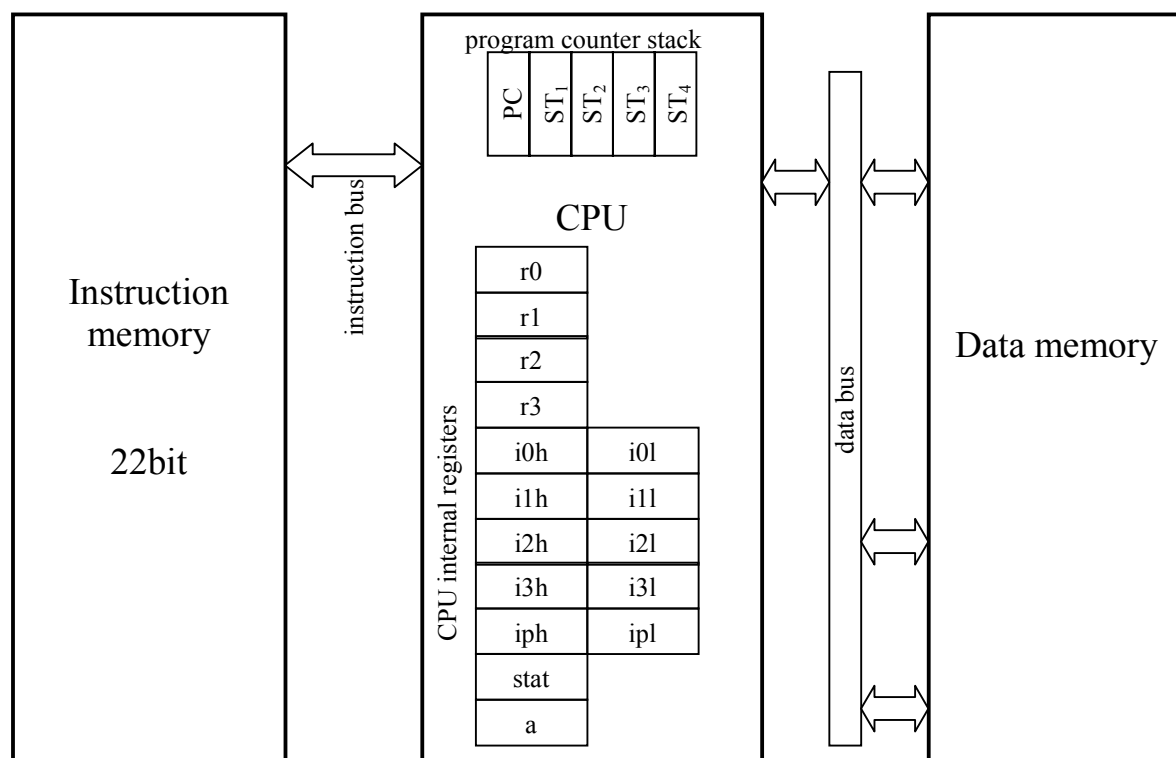 Instruction
memory
22bit
instruction bus
program counter stack
PC
ST1
ST2
ST3
ST4
CPU
CPU internal registers
r0
r1
r2
r3
i0h i0l
i1h i1l
i2h i2l
i3h i3l
iph ipl
stat
a
data bus
Data memory